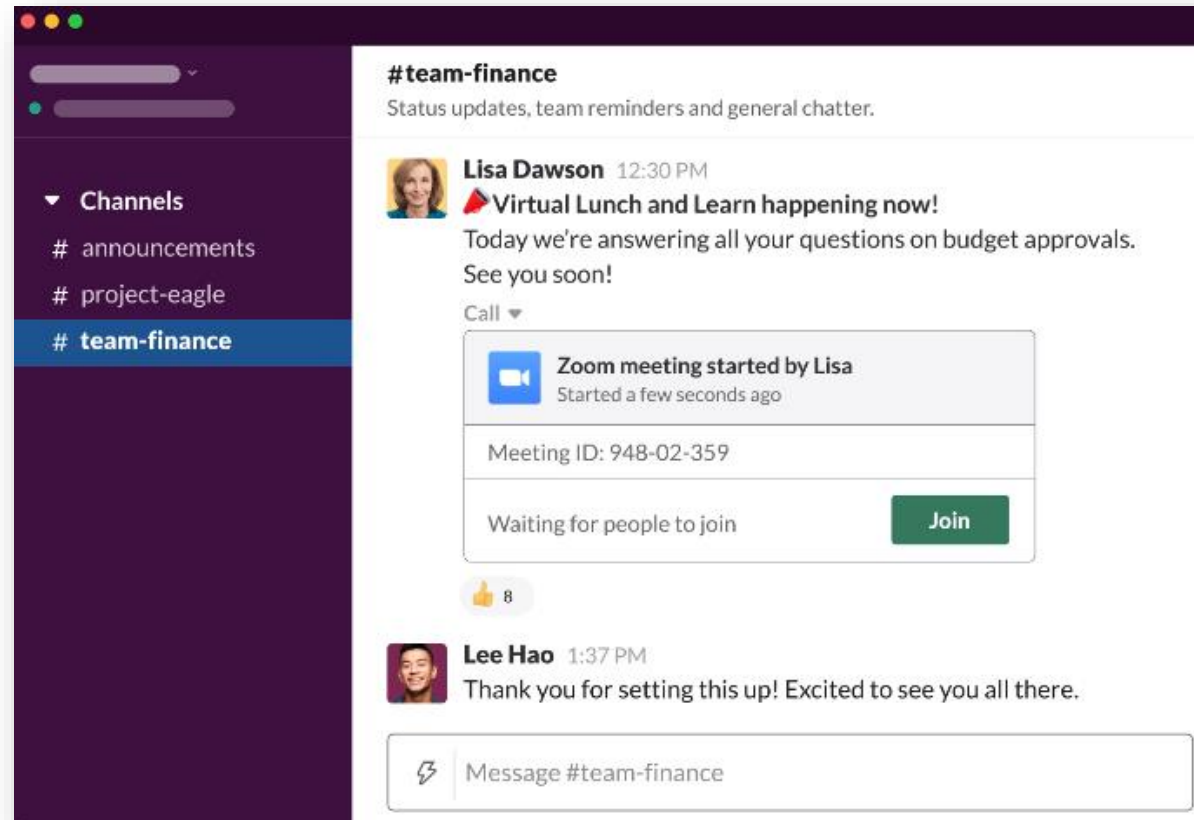 Channels
# announcements
# project-eagle
# team-finance
#team-finance
Status updates, team reminders and general chatter.
Lisa Dawson 12:30 PM
Virtual Lunch and Learn happening now!
Today we're answering all your questions on budget approvals.
See you soon!
Call
Zoom meeting started by Lisa
Started a few seconds ago
Meeting ID: 948-02-359
Waiting for people to join
Join
8
Lee Hao 1:37 PM
Thank you for setting this up! Excited to see you all there.
Message #team-finance